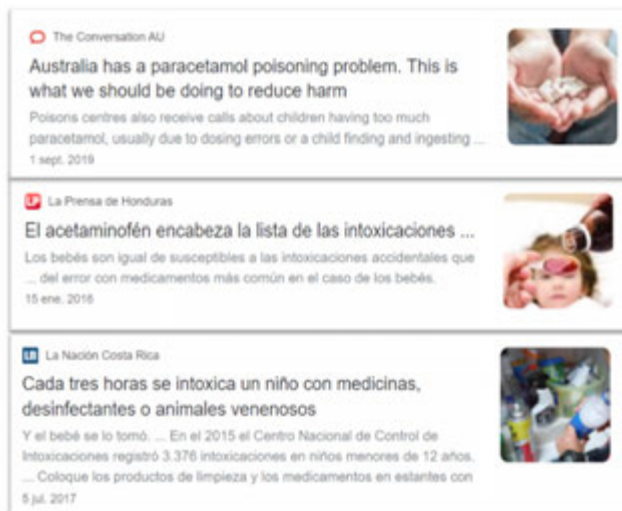 The Conversation AU
Australia has a paracetamol poisoning problem. This is
what we should be doing to reduce harm
Poisons centres also receive calls about children having too much
paracetamol, usually due to dosing errors or a child finding and ingesting ...
1 sept. 2019
LP La Prensa de Honduras
El acetaminofén encabeza la lista de las intoxicaciones ...
Los bebés son igual de susceptibles a las intoxicaciones accidentales que
... del error con medicamentos más común en el caso de los bebés.
15 ene. 2016
LN La Nación Costa Rica
Cada tres horas se intoxica un niño con medicinas,
desinfectantes o animales venenosos
Y el bebé se lo tomó. ... En el 2015 el Centro Nacional de Control de
Intoxicaciones registró 3.376 intoxicaciones en niños menores de 12 años.
... Coloque los productos de limpieza y los medicamentos en estantes con
5 jul. 2017